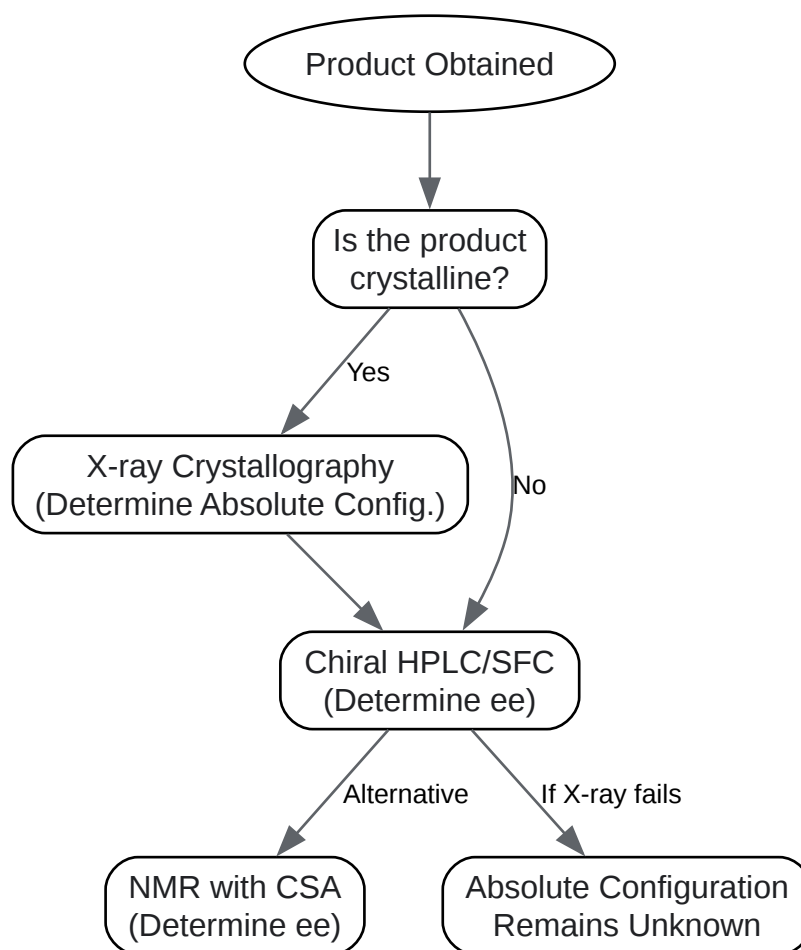 Product Obtained
Is the product
crystalline?
Yes
X-ray Crystallography
(Determine Absolute Config.)
No
Chiral HPLC/SFC
(Determine ee)
Alternative
If X-ray fails
NMR with CSA
(Determine ee)
Absolute Configuration
Remains Unknown